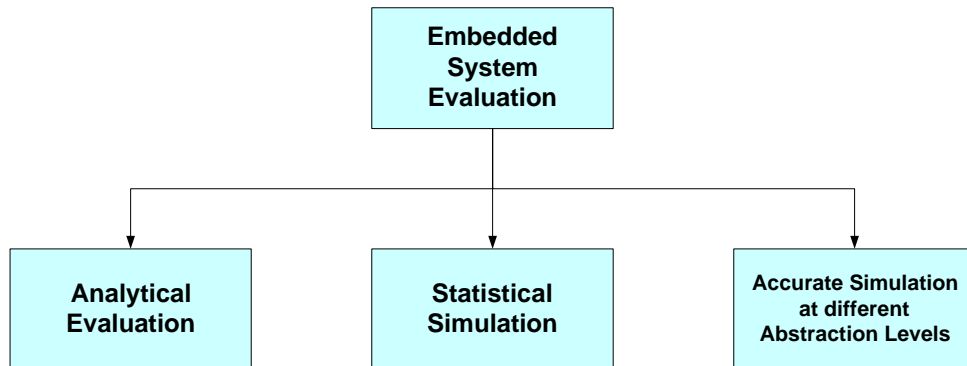 Embedded
System
Evaluation
Analytical
Evaluation
Statistical
Simulation
Accurate Simulation
at different
Abstraction Levels